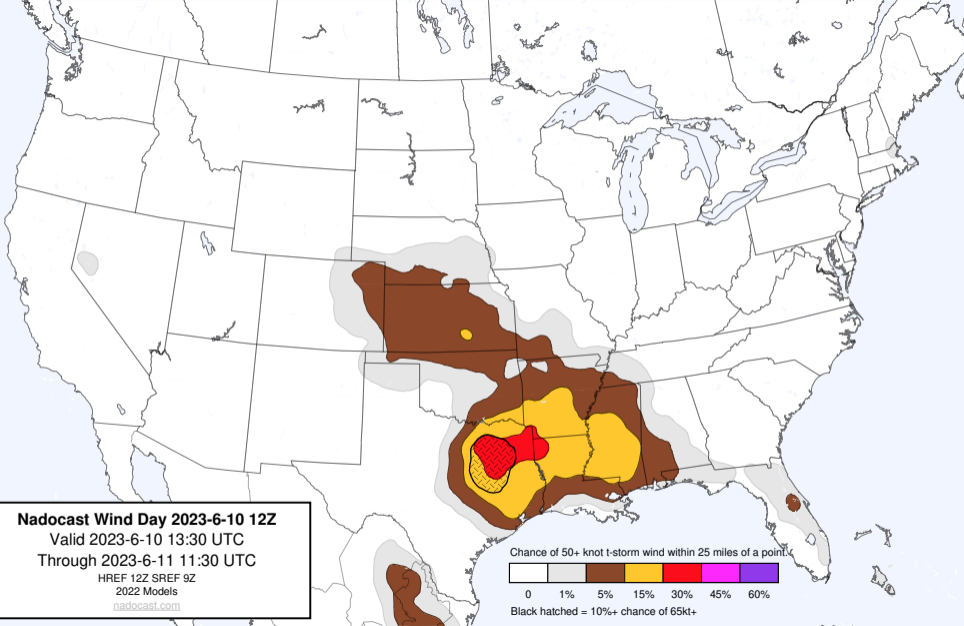 Nadocast Wind Day 2023-6-10 12Z
Valid 2023-6-10 13:30 UTC
Through 2023-6-11 11:30 UTC
HREF 12Z SREF 9Z
2022 Models
nadocast.com
Chance of 50+ knot t-storm wind within 25 miles of a point.
0 1% 5% 15% 30% 45% 60%
Black hatched = 10%+ chance of 65kt+